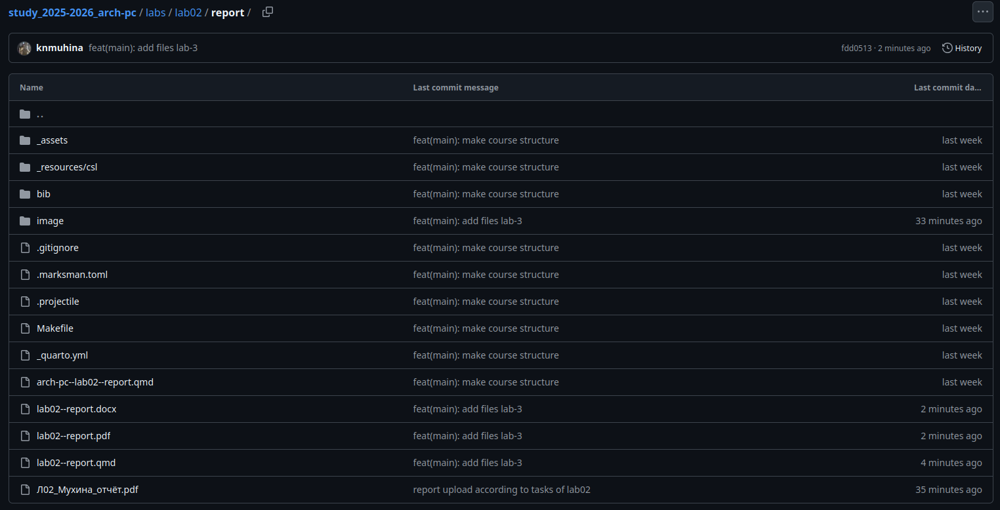 study_2025-2026_arch-pc / labs / lab02 / report /
knmuhina feat(main): add files lab-3 fdd0513 · 2 minutes ago History
Name Last commit message Last commit da...
..
_assets feat(main): make course structure last week
_resources/csl feat(main): make course structure last week
bib feat(main): make course structure last week
image feat(main): add files lab-3 33 minutes ago
.gitignore feat(main): make course structure last week
.marksman.toml feat(main): make course structure last week
.projectile feat(main): make course structure last week
Makefile feat(main): make course structure last week
_quarto.yml feat(main): make course structure last week
arch-pc--lab02--report.qmd feat(main): make course structure last week
lab02--report.docx feat(main): add files lab-3 2 minutes ago
lab02--report.pdf feat(main): add files lab-3 2 minutes ago
lab02--report.qmd feat(main): add files lab-3 4 minutes ago
Л02_Мухина_отчёт.pdf report upload according to tasks of lab02 35 minutes ago